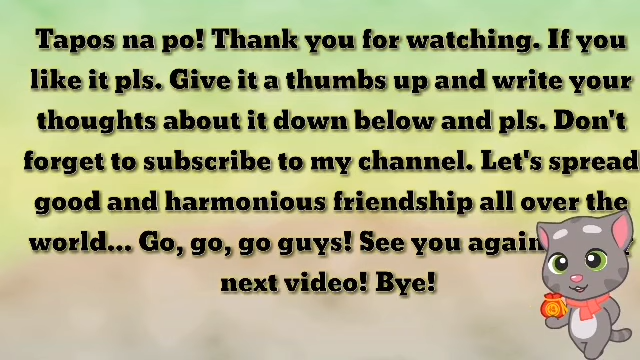 Tapos na po! Thank you for watching. If you
like it pls. Give it a thumbs up and write your
thoughts about it down below and pls. Don't
forget to subscribe to my channel. Let's spread
good and harmonious friendship all over the
world... Go, go, go guys! See you again
next video! Bye!